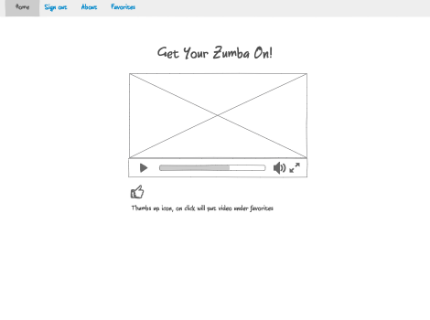 Home Sign out About Favorites
Get Your Zumba On!
Thumbs up icon, on click will put video under favorites